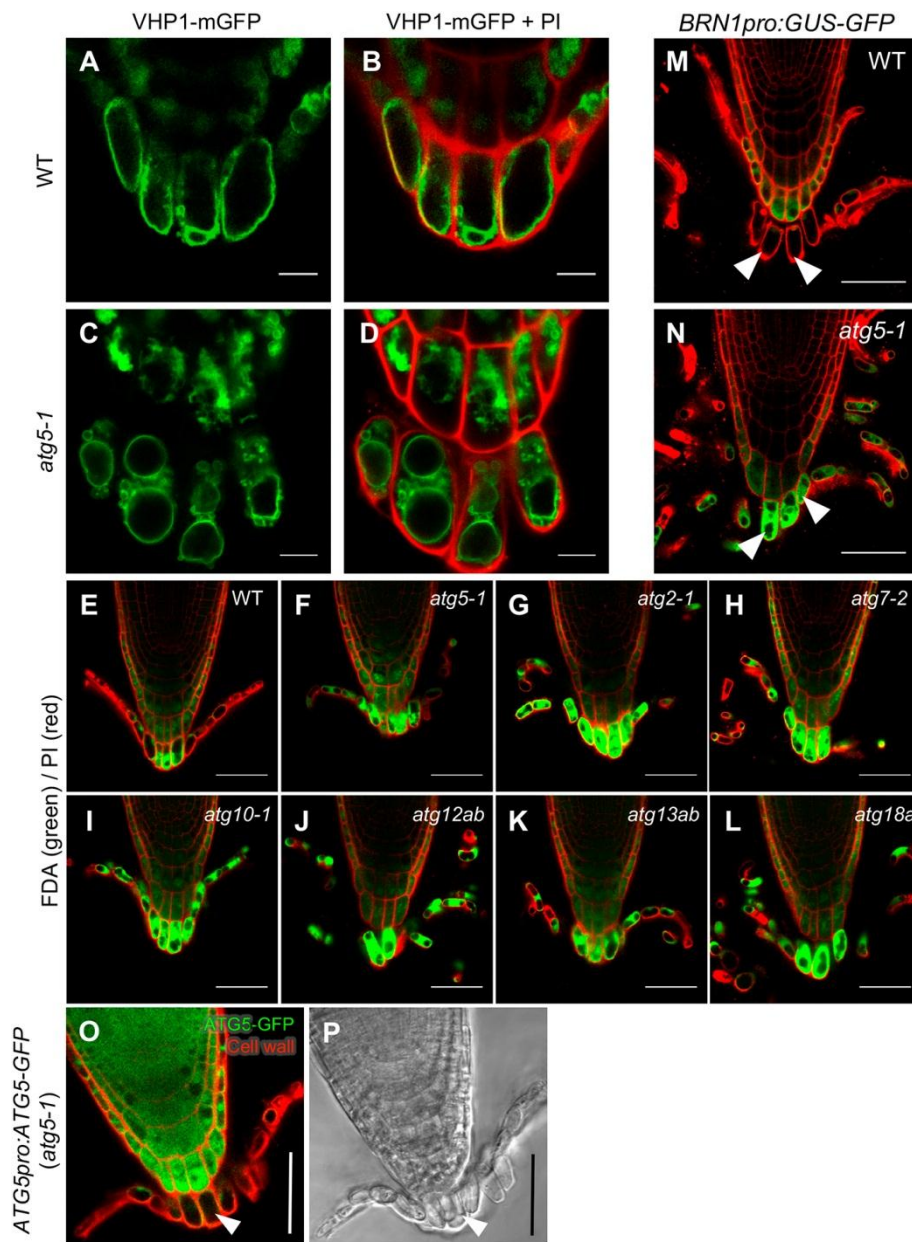 VHP1-mGFP
VHP1-mGFP + PI
BRN1pro:GUS-GFP
WT
A
B
M
WT
atg5-1
C
D
N
atg5-1
FDA (green) / PI (red)
E
WT
F
atg5-1
G
atg2-1
H
atg7-2
I
atg10-1
J
atg12ab
K
atg13ab
L
atg18a
ATG5pro:ATG5-GFP
(atg5-1)
O
ATG5-GFP
Cell wall
P